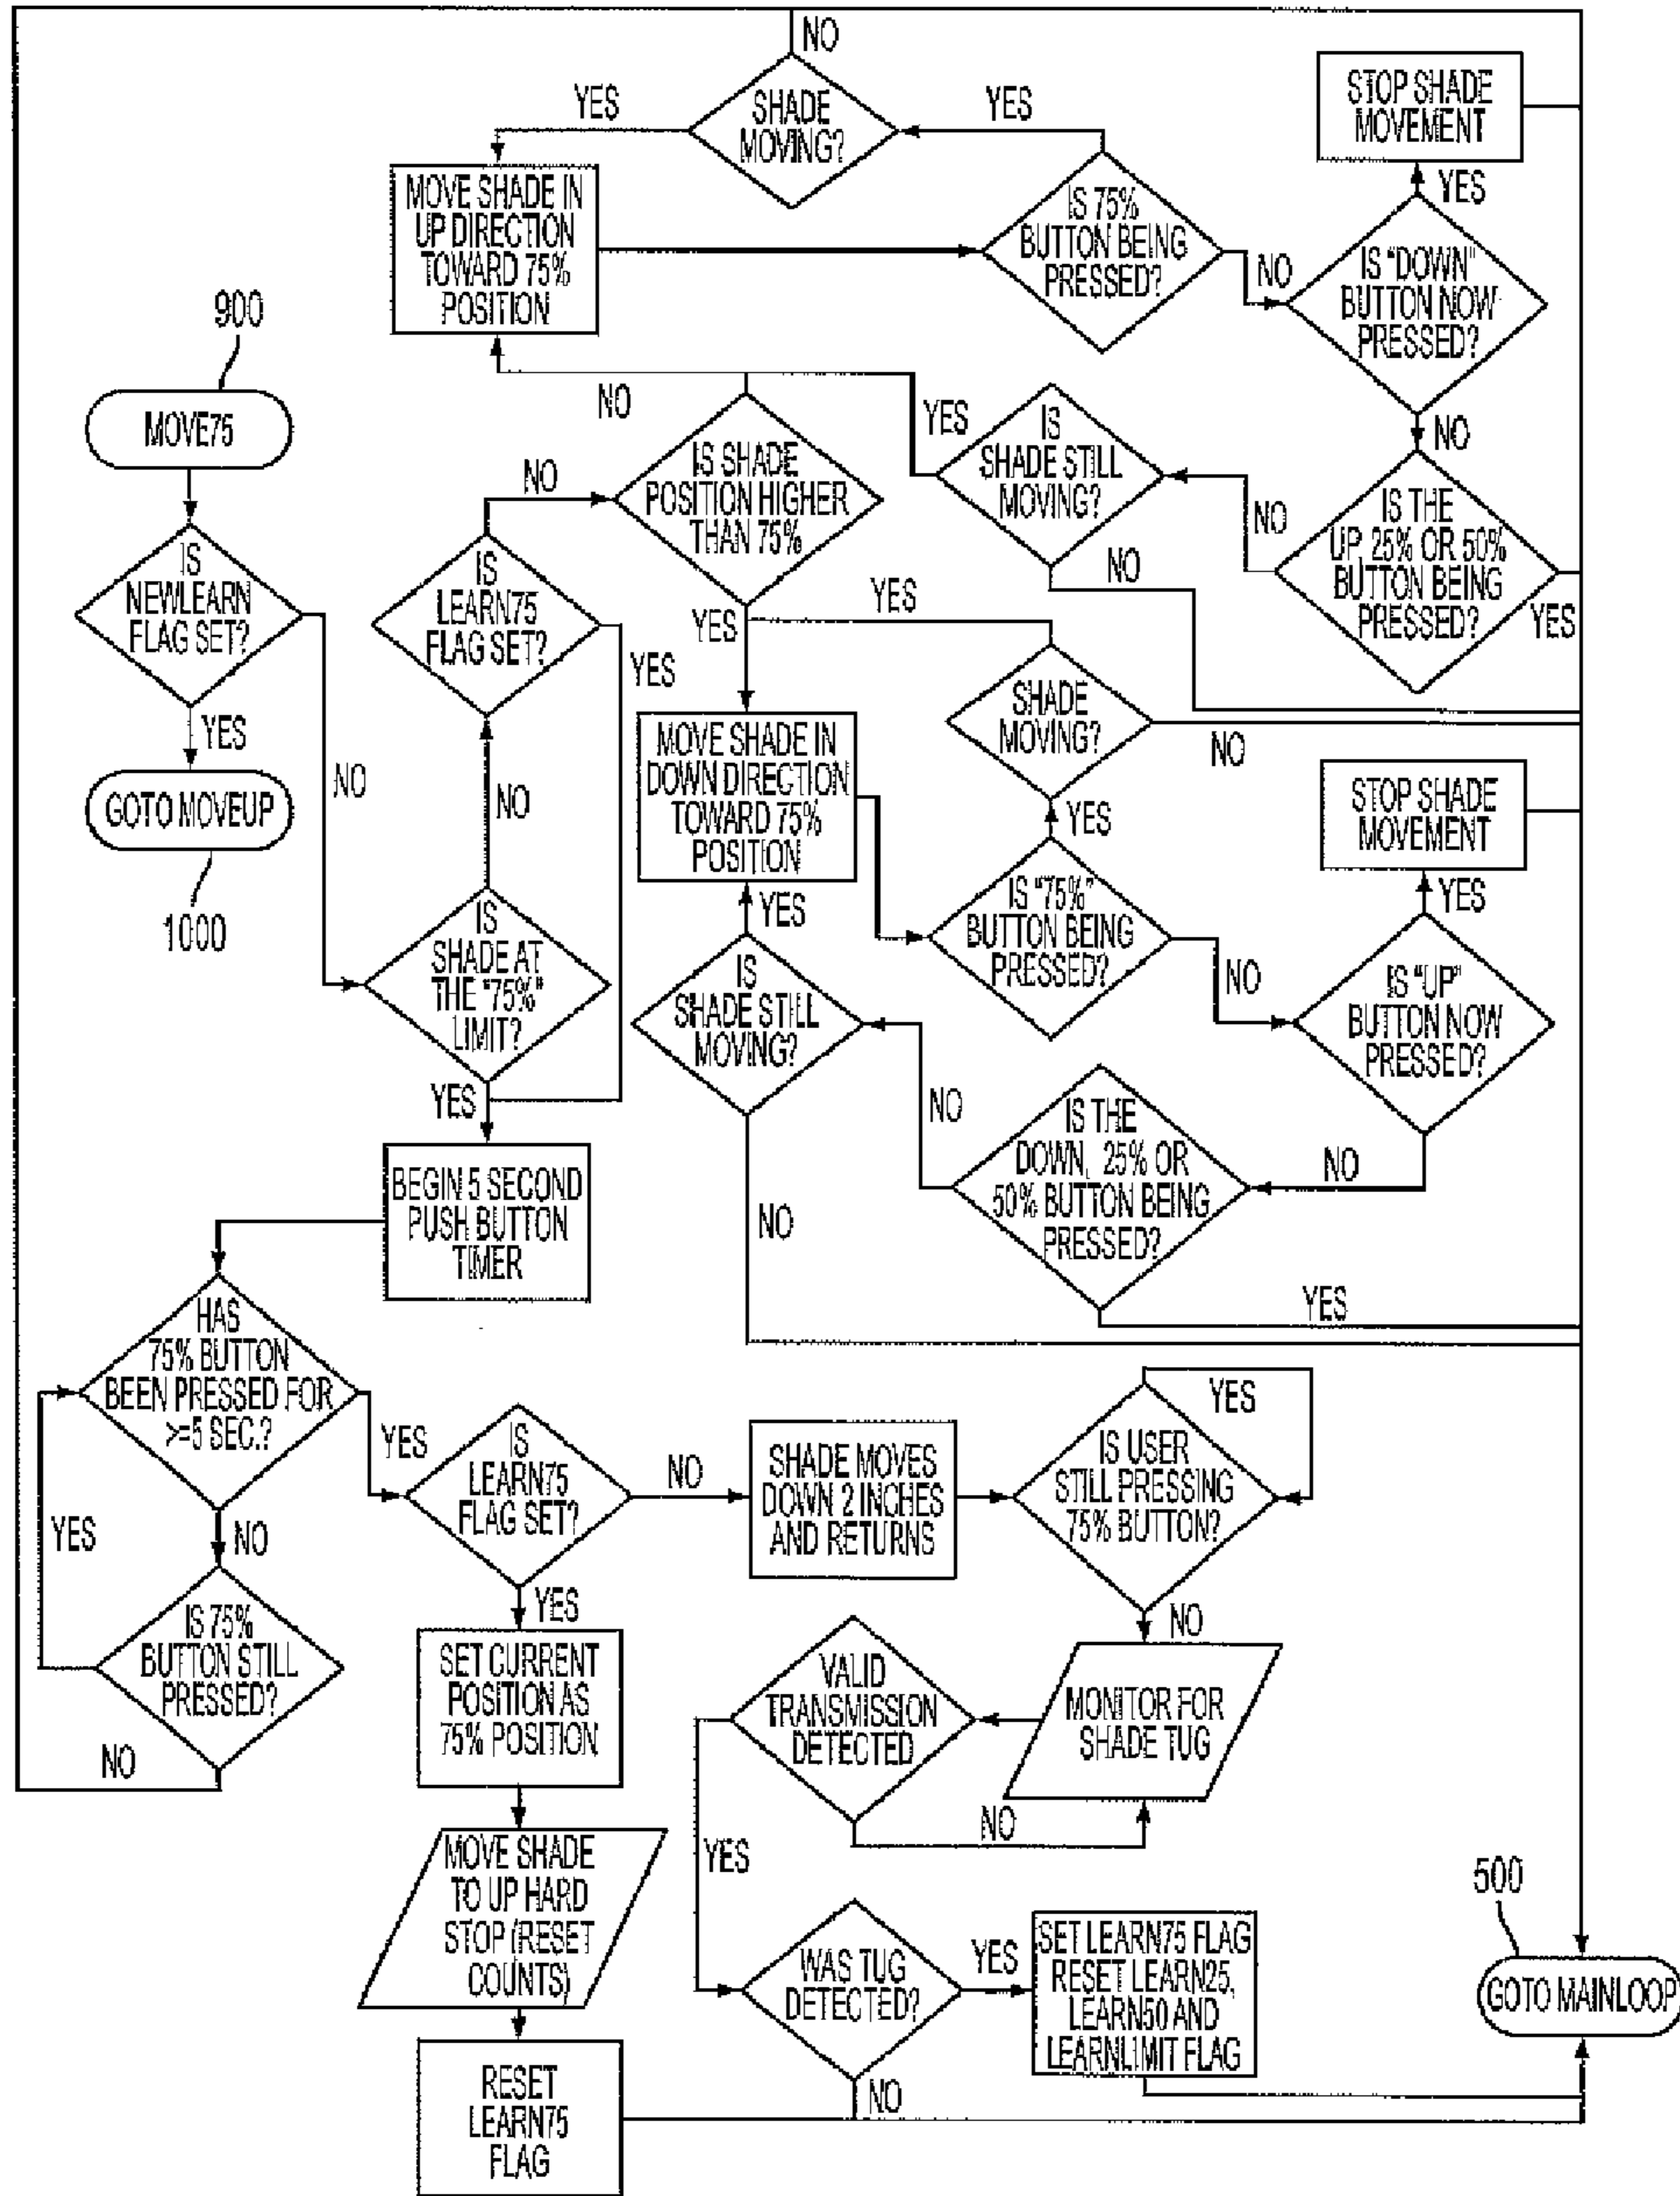 NO
YES
SHADE
MOVING?
YES
STOP SHADE
MOVEMENT
MOVE SHADE IN
UP DIRECTION
TOWARD 75%
POSITION
IS 75%
BUTTON BEING
PRESSED?
NO
YES
IS "DOWN"
BUTTON NOW
PRESSED?
NO
900
MOVE75
NO
IS SHADE
POSITION HIGHER
THAN 75%
YES
IS
SHADE STILL
MOVING?
NO
NO
IS THE
UP, 25% OR 50%
BUTTON BEING
PRESSED?
YES
IS
NEWLEARN
FLAG SET?
YES
NO
GOTO MOVEUP
1000
NO
IS
LEARN75
FLAG SET?
YES
NO
IS
SHADE AT
THE "75%"
LIMIT?
YES
YES
YES
MOVE SHADE IN
DOWN DIRECTION
TOWARD 75%
POSITION
SHADE
MOVING?
NO
YES
IS "75%"
BUTTON BEING
PRESSED?
NO
STOP SHADE
MOVEMENT
YES
IS "UP"
BUTTON NOW
PRESSED?
NO
YES
IS
SHADE STILL
MOVING?
NO
NO
IS THE
DOWN, 25% OR
50% BUTTON BEING
PRESSED?
YES
BEGIN 5 SECOND
PUSH BUTTON
TIMER
HAS
75% BUTTON
BEEN PRESSED FOR
>=5 SEC.?
YES
NO
YES
IS 75%
BUTTON STILL
PRESSED?
NO
IS
LEARN75
FLAG SET?
NO
YES
SHADE MOVES
DOWN 2 INCHES
AND RETURNS
IS USER
STILL PRESSING
75% BUTTON?
YES
NO
SET CURRENT
POSITION AS
75% POSITION
VALID
TRANSMISSION
DETECTED
NO
YES
MONITOR FOR
SHADE TUG
MOVE SHADE
TO UP HARD
STOP (RESET
COUNTS)
WAS TUG
DETECTED?
YES
NO
SET LEARN75 FLAG
RESET LEARN25,
LEARN50 AND
LEARNLIMIT FLAG
500
GOTO MAINLOOP
RESET
LEARN75
FLAG